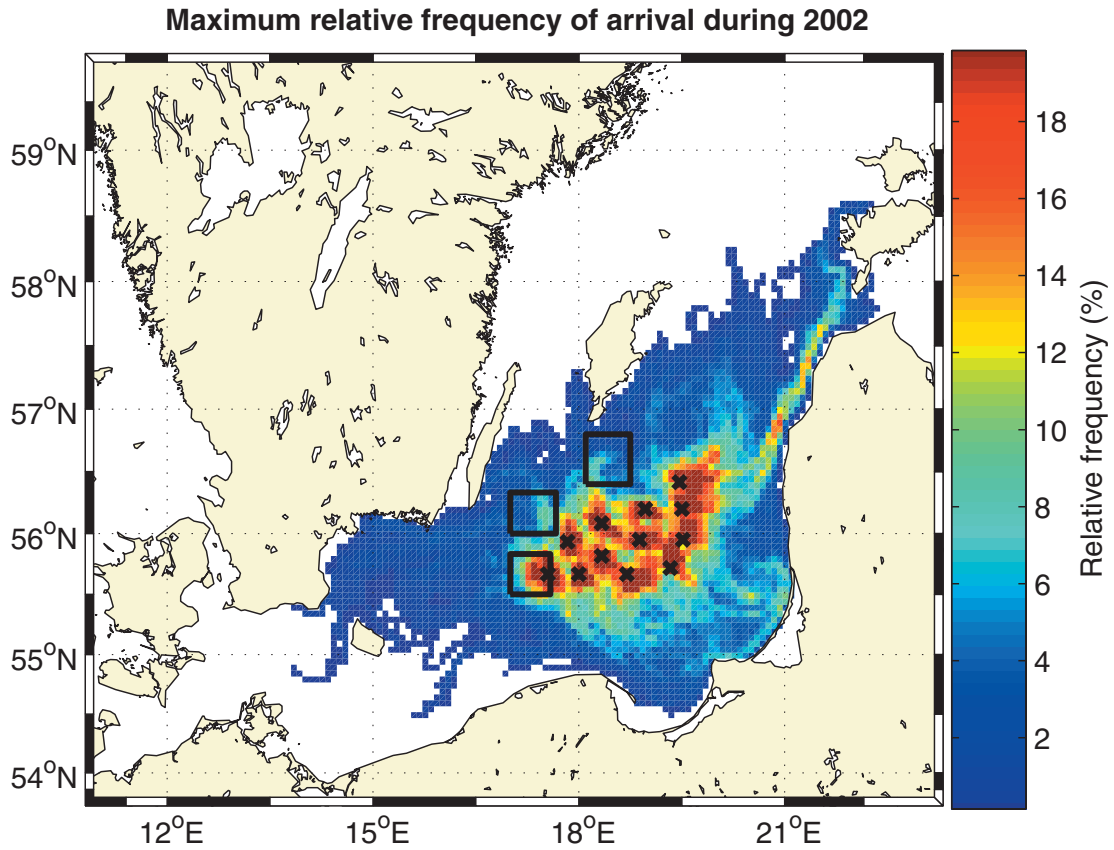 Maximum relative frequency of arrival during 2002
59°N
58°N
57°N
56°N
55°N
54°N
12°E
15°E
18°E
21°E
18
16
14
12
10
8
6
4
2
Relative frequency (%)